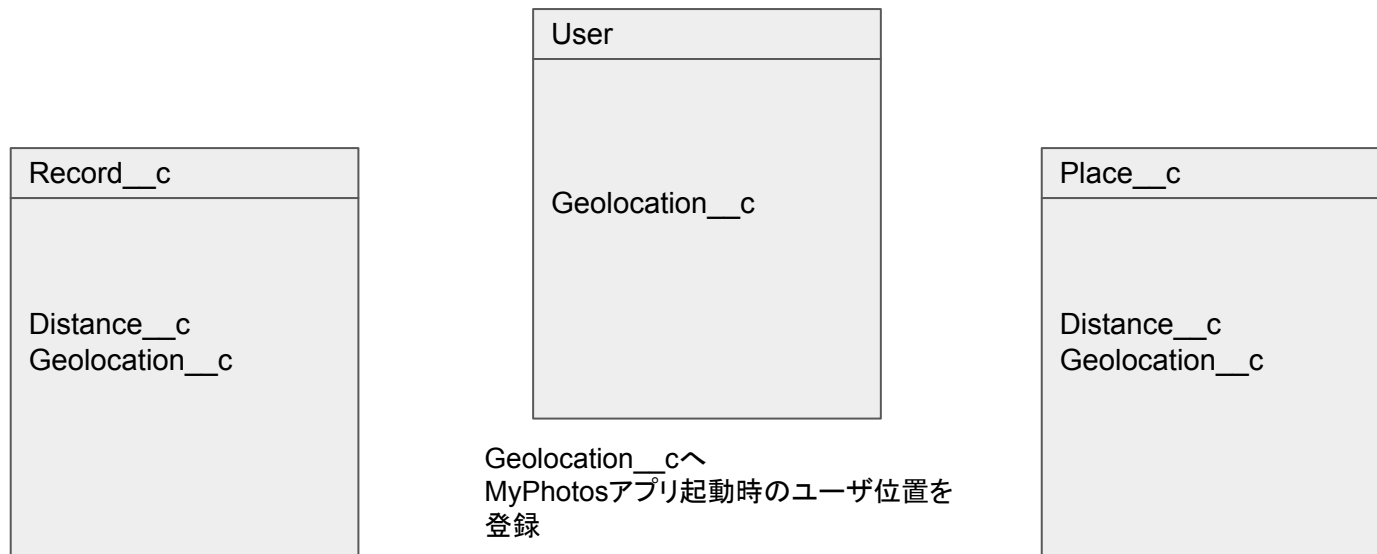 User
Geolocation__c
Record__c
Distance__c
Geolocation__c
Place__c
Distance__c
Geolocation__c
Geolocation__cへ
MyPhotosアプリ起動時のユーザ位置を
登録